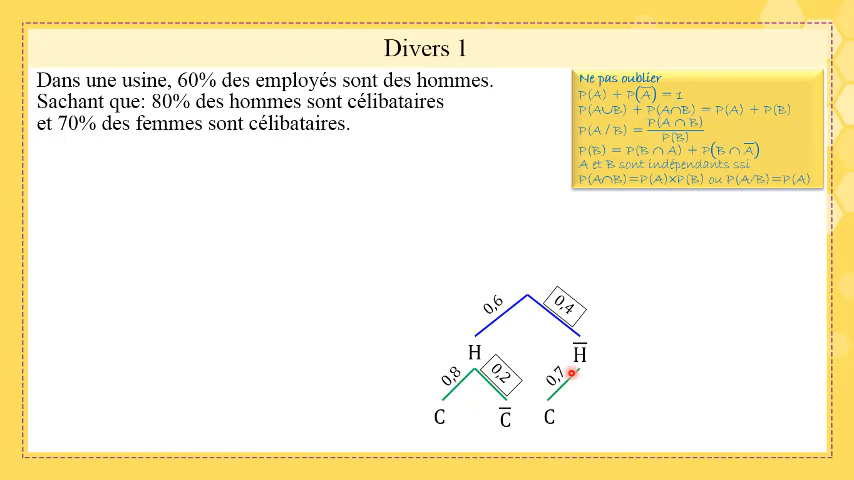 Divers 1
Dans une usine, 60% des employés sont des hommes.
Sachant que: 80% des hommes sont célibataires
et 70% des femmes sont célibataires.
Ne pas oublier
P(A) + P(A̅) = 1
P(A∪B) + P(A∩B) = P(A) + P(B)
P(A / B) = P(A ∩ B) / P(B)
P(B) = P(B ∩ A) + P(B ∩ A̅)
A et B sont indépendants ssi
P(A∩B)=P(A)×P(B) ou P(A/B)=P(A)
0,6 0,4
H H̅
0,8 0,2 0,7
C C̅ C